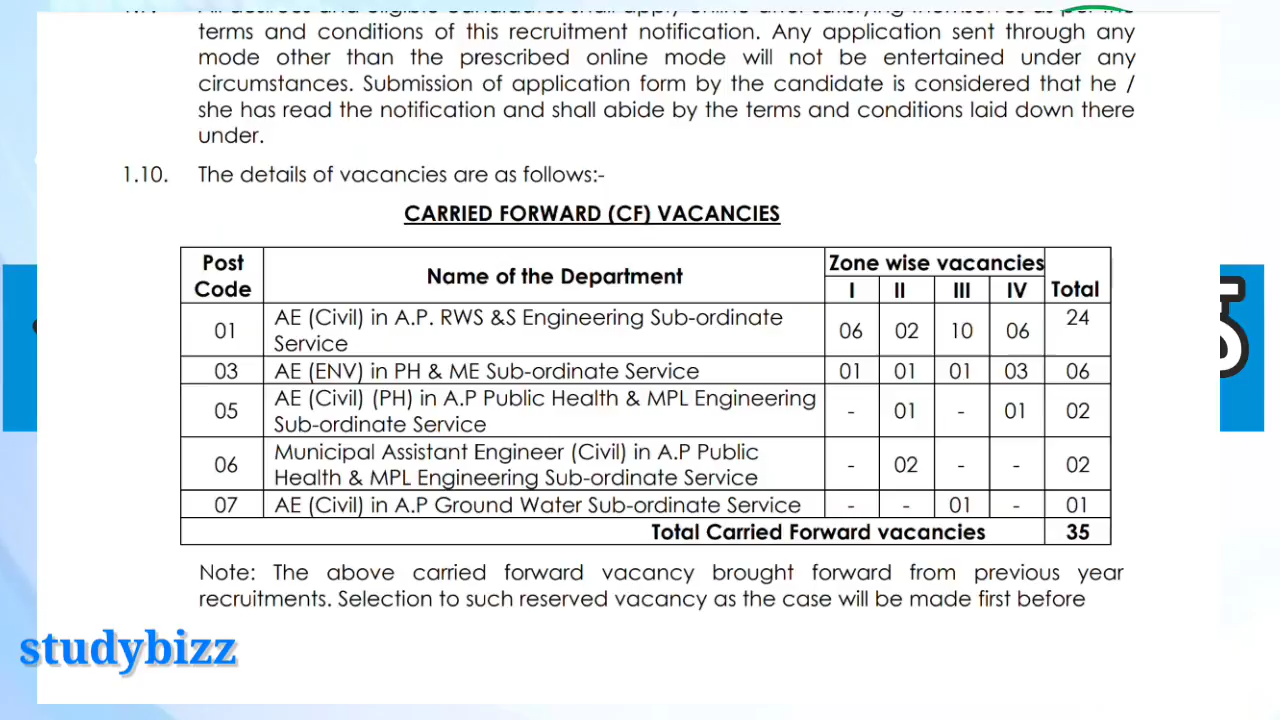 terms and conditions of this recruitment notification. Any application sent through any
mode other than the prescribed online mode will not be entertained under any
circumstances. Submission of application form by the candidate is considered that he /
she has read the notification and shall abide by the terms and conditions laid down there
under.
1.10. The details of vacancies are as follows:-
CARRIED FORWARD (CF) VACANCIES
Post Code Name of the Department Zone wise vacancies Total
I II III IV
01 AE (Civil) in A.P. RWS &S Engineering Sub-ordinate Service 06 02 10 06 24
03 AE (ENV) in PH & ME Sub-ordinate Service 01 01 01 03 06
05 AE (Civil) (PH) in A.P Public Health & MPL Engineering Sub-ordinate Service - 01 - 01 02
06 Municipal Assistant Engineer (Civil) in A.P Public Health & MPL Engineering Sub-ordinate Service - 02 - - 02
07 AE (Civil) in A.P Ground Water Sub-ordinate Service - - 01 - 01
Total Carried Forward vacancies 35
Note: The above carried forward vacancy brought forward from previous year
recruitments. Selection to such reserved vacancy as the case will be made first before
studybizz